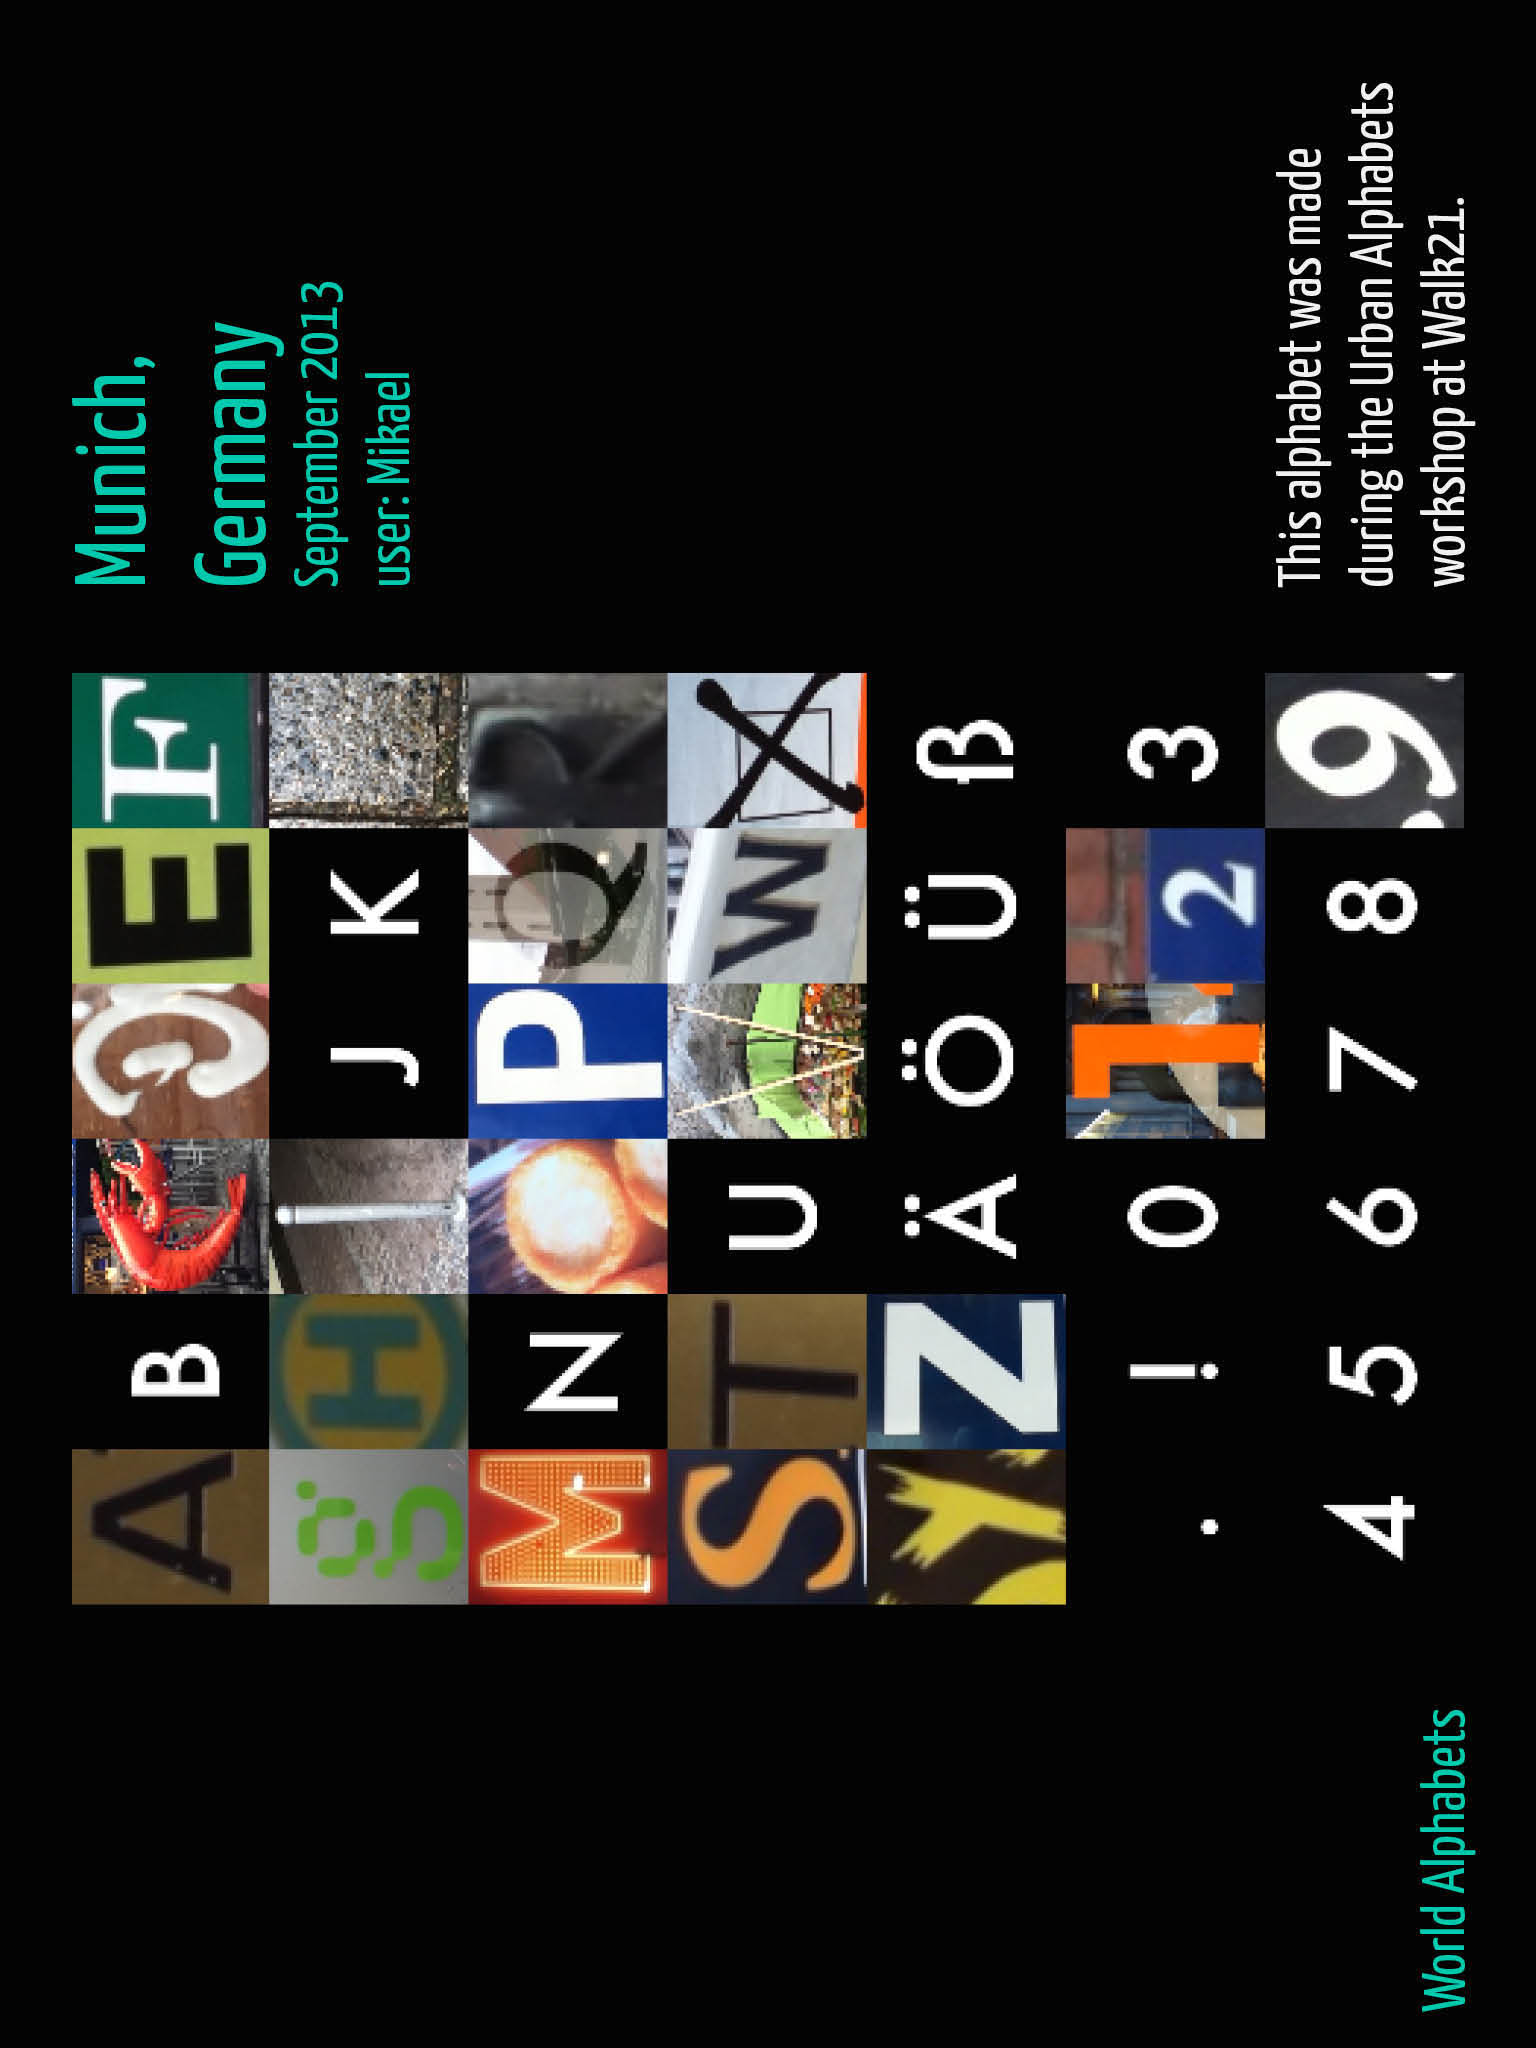 Munich,
Germany
September 2013
user: Mikael
A B C E F
g H J K
M N O P Q R
S T U V W X
y Z Ä Ö Ü ß
. ! 0 1 2 3
4 5 6 7 8 9
This alphabet was made
during the Urban Alphabets
workshop at Walk21.
World Alphabets